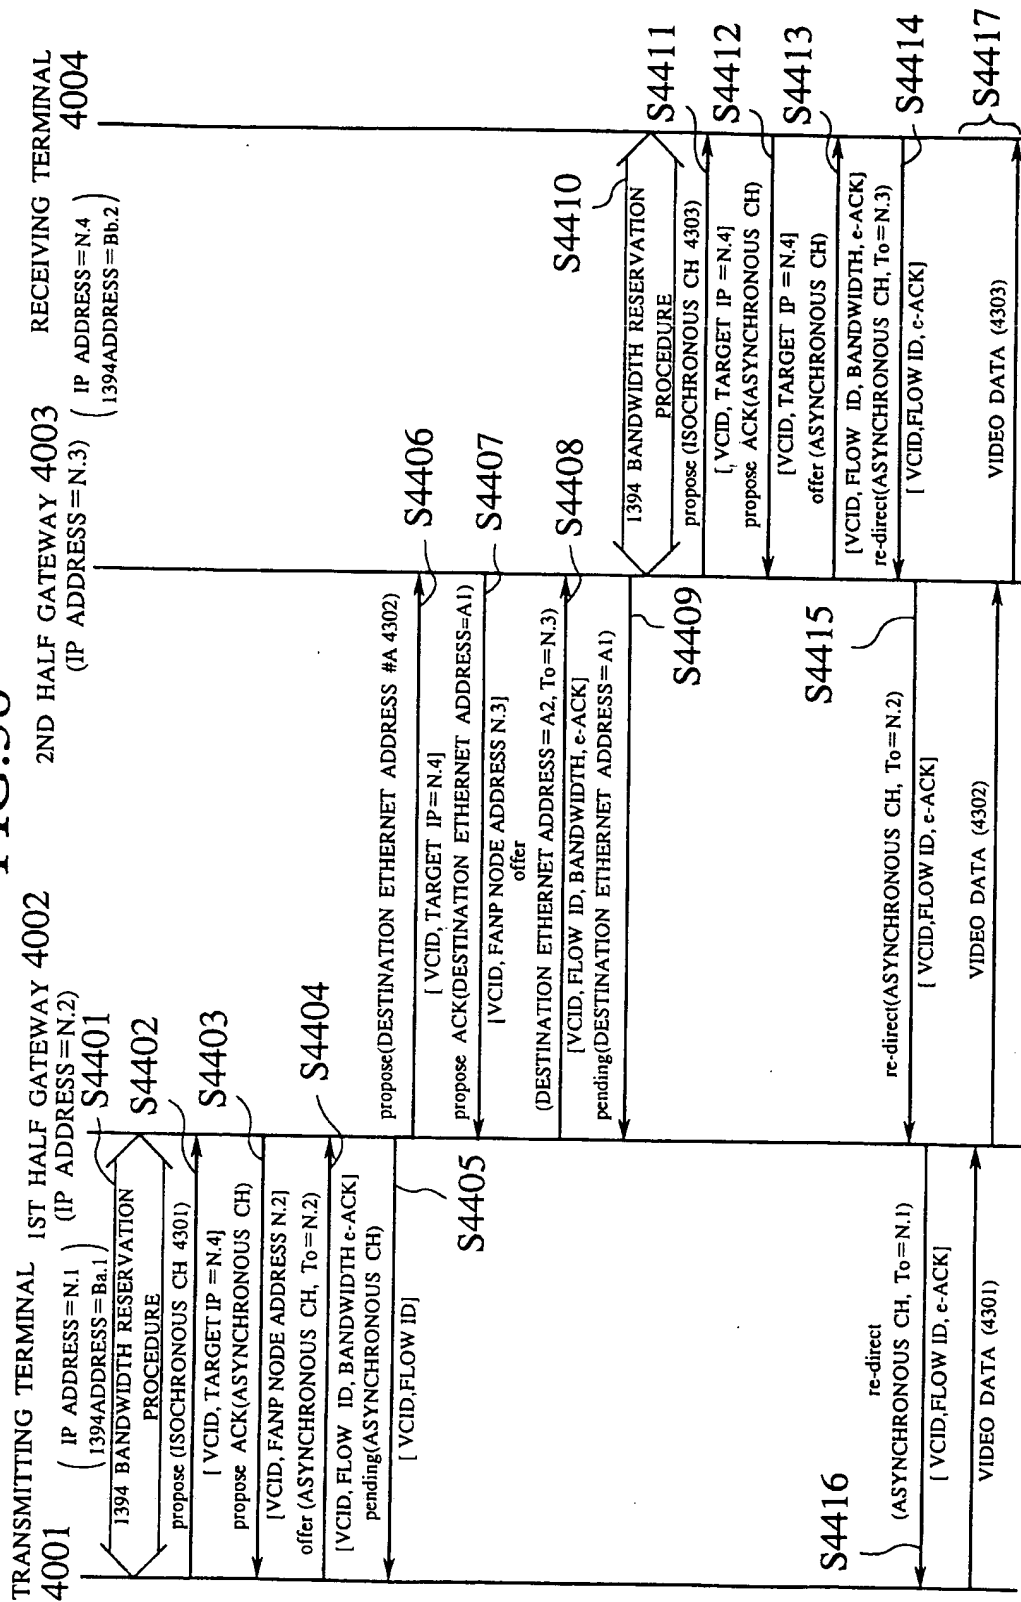 TRANSMITTING TERMINAL
4001
( IP ADDRESS=N.1
1394ADDRESS=Ba.1 )
1ST HALF GATEWAY 4002
(IP ADDRESS=N.2)
2ND HALF GATEWAY 4003
(IP ADDRESS=N.3)
RECEIVING TERMINAL
4004
( IP ADDRESS=N.4
1394ADDRESS=Bb.2 )
S4401
1394 BANDWIDTH RESERVATION
PROCEDURE
S4402
propose (ISOCHRONOUS CH 4301)
[ VCID, TARGET IP =N.4]
S4403
propose ACK(ASYNCHRONOUS CH)
[VCID, FANP NODE ADDRESS N.2]
S4404
offer (ASYNCHRONOUS CH, To=N.2)
[VCID, FLOW ID, BANDWIDTH e-ACK]
pending(ASYNCHRONOUS CH)
S4405
[ VCID,FLOW ID]
propose(DESTINATION ETHERNET ADDRESS #A 4302)
S4406
[ VCID, TARGET IP=N.4]
propose ACK(DESTINATION ETHERNET ADDRESS=A1)
S4407
[VCID, FANP NODE ADDRESS N.3]
offer
(DESTINATION ETHERNET ADDRESS=A2, To=N.3)
S4408
[VCID, FLOW ID, BANDWIDTH, e-ACK]
pending(DESTINATION ETHERNET ADDRESS=A1)
S4409
S4410
1394 BANDWIDTH RESERVATION
PROCEDURE
S4411
propose (ISOCHRONOUS CH 4303)
[ VCID, TARGET IP =N.4]
S4412
propose ACK(ASYNCHRONOUS CH)
[VCID, TARGET IP =N.4]
S4413
offer (ASYNCHRONOUS CH)
[VCID, FLOW ID, BANDWIDTH, e-ACK]
re-direct(ASYNCHRONOUS CH, To=N.3)
S4414
[ VCID,FLOW ID, e-ACK]
S4415
re-direct(ASYNCHRONOUS CH, To=N.2)
[ VCID,FLOW ID, e-ACK]
re-direct
(ASYNCHRONOUS CH, To=N.1)
S4416
[ VCID,FLOW ID, e-ACK]
VIDEO DATA (4301)
VIDEO DATA (4302)
VIDEO DATA (4303)
S4417